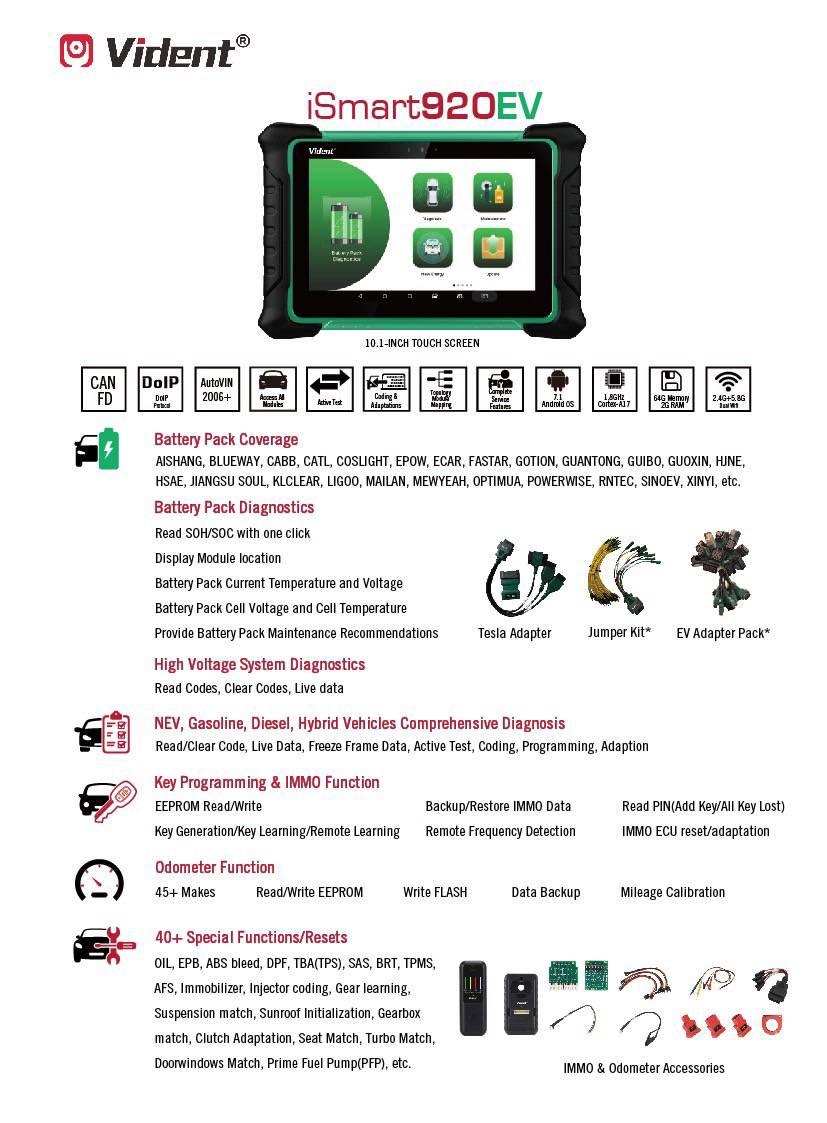 Vident®
iSmart920EV
Vident
Battery Pack
Diagnostics
Diagnosis
Maintenance
New Energy
Update
10.1-INCH TOUCH SCREEN
CAN
FD
DoIP
DoIP
Protocol
AutoVIN
2006+
Access All
Modules
Active Test
Coding &
Adaptations
Topology
Module
Mapping
Complete
Service
Features
7.1
Android OS
1.8GHz
Cortex-A17
64G Memory
2G RAM
2.4G+5.8G
Dual Wifi
Battery Pack Coverage
AISHANG, BLUEWAY, CABB, CATL, COSLIGHT, EPOW, ECAR, FASTAR, GOTION, GUANTONG, GUIBO, GUOXIN, HJNE,
HSAE, JIANGSU SOUL, KLCLEAR, LIGOO, MAILAN, MEWYEAH, OPTIMUA, POWERWISE, RNTEC, SINOEV, XINYI, etc.
Battery Pack Diagnostics
Read SOH/SOC with one click
Display Module location
Battery Pack Current Temperature and Voltage
Battery Pack Cell Voltage and Cell Temperature
Provide Battery Pack Maintenance Recommendations
Tesla Adapter
Jumper Kit*
EV Adapter Pack*
High Voltage System Diagnostics
Read Codes, Clear Codes, Live data
NEV, Gasoline, Diesel, Hybrid Vehicles Comprehensive Diagnosis
Read/Clear Code, Live Data, Freeze Frame Data, Active Test, Coding, Programming, Adaption
Key Programming & IMMO Function
EEPROM Read/Write Backup/Restore IMMO Data Read PIN(Add Key/All Key Lost)
Key Generation/Key Learning/Remote Learning Remote Frequency Detection IMMO ECU reset/adaptation
Odometer Function
45+ Makes Read/Write EEPROM Write FLASH Data Backup Mileage Calibration
40+ Special Functions/Resets
OIL, EPB, ABS bleed, DPF, TBA(TPS), SAS, BRT, TPMS,
AFS, Immobilizer, Injector coding, Gear learning,
Suspension match, Sunroof Initialization, Gearbox
match, Clutch Adaptation, Seat Match, Turbo Match,
Doorwindows Match, Prime Fuel Pump(PFP), etc.
IMMO & Odometer Accessories